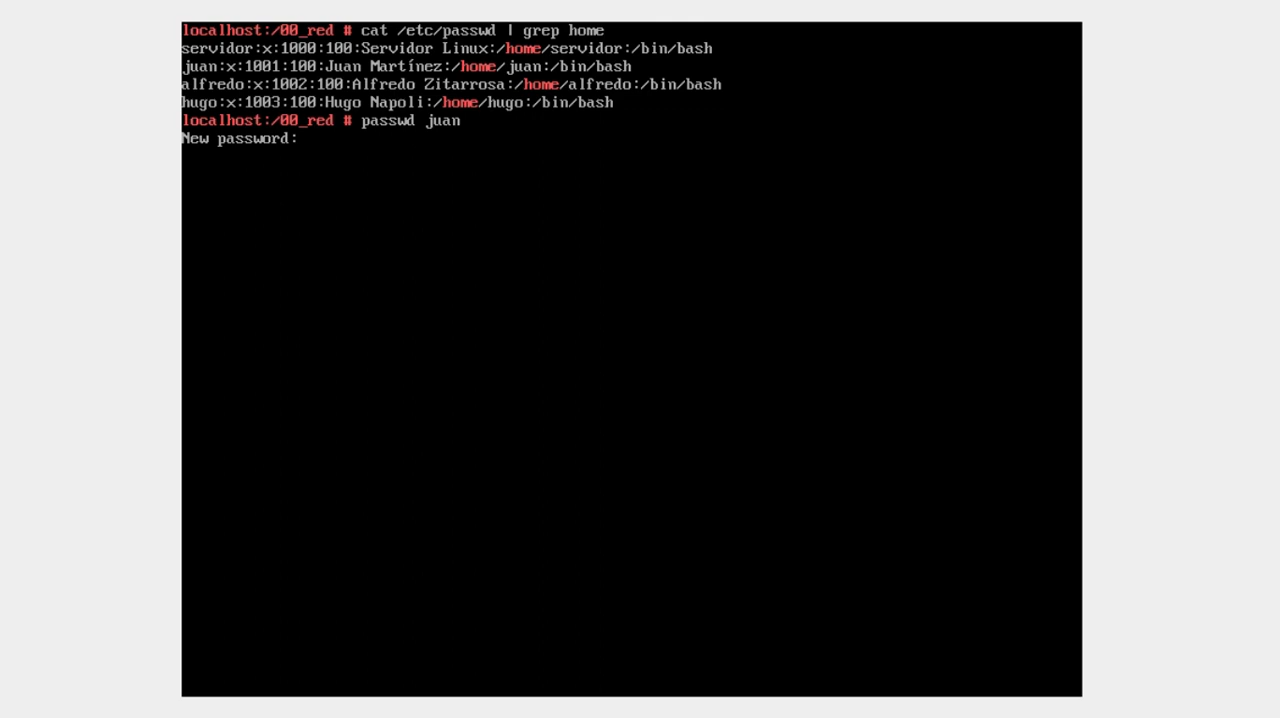 localhost:/00_red # cat /etc/passwd | grep home
servidor:x:1000:100:Servidor Linux:/home/servidor:/bin/bash
juan:x:1001:100:Juan Martínez:/home/juan:/bin/bash
alfredo:x:1002:100:Alfredo Zitarrosa:/home/alfredo:/bin/bash
hugo:x:1003:100:Hugo Napoli:/home/hugo:/bin/bash
localhost:/00_red # passwd juan
New password: